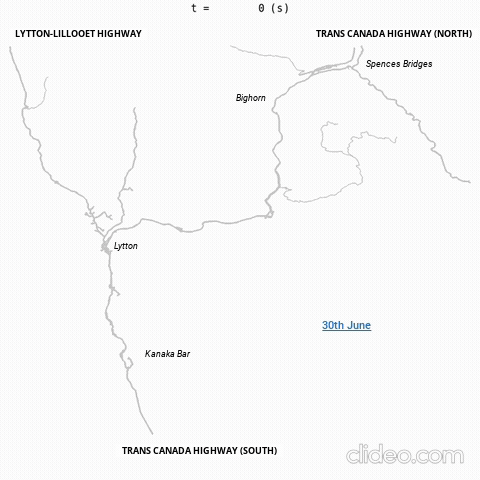 t = 0 (s)
LYTTON-LILLOOET HIGHWAY
TRANS CANADA HIGHWAY (NORTH)
Spences Bridges
Bighorn
Lytton
30th June
Kanaka Bar
TRANS CANADA HIGHWAY (SOUTH)
clideo.com